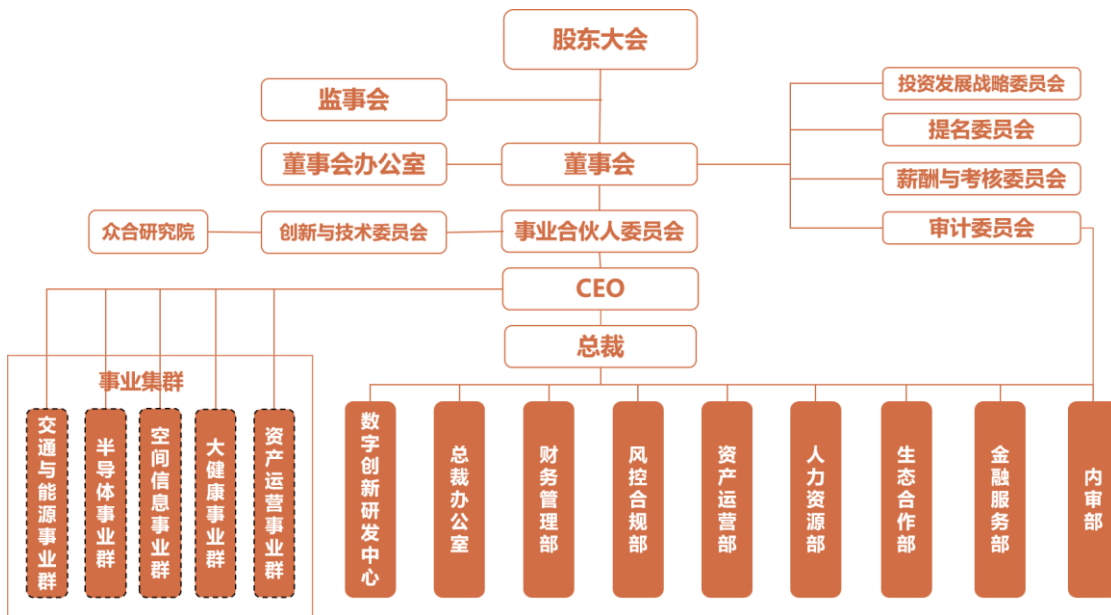 股东大会
监事会
投资发展战略委员会
提名委员会
董事会办公室
董事会
薪酬与考核委员会
众合研究院
创新与技术委员会
事业合伙人委员会
审计委员会
CEO
总裁
事业集群
交通与能源事业群
半导体事业群
空间信息事业群
大健康事业群
资产运营事业群
数字创新研发中心
总裁办公室
财务管理部
风控合规部
资产运营部
人力资源部
生态合作部
金融服务部
内审部